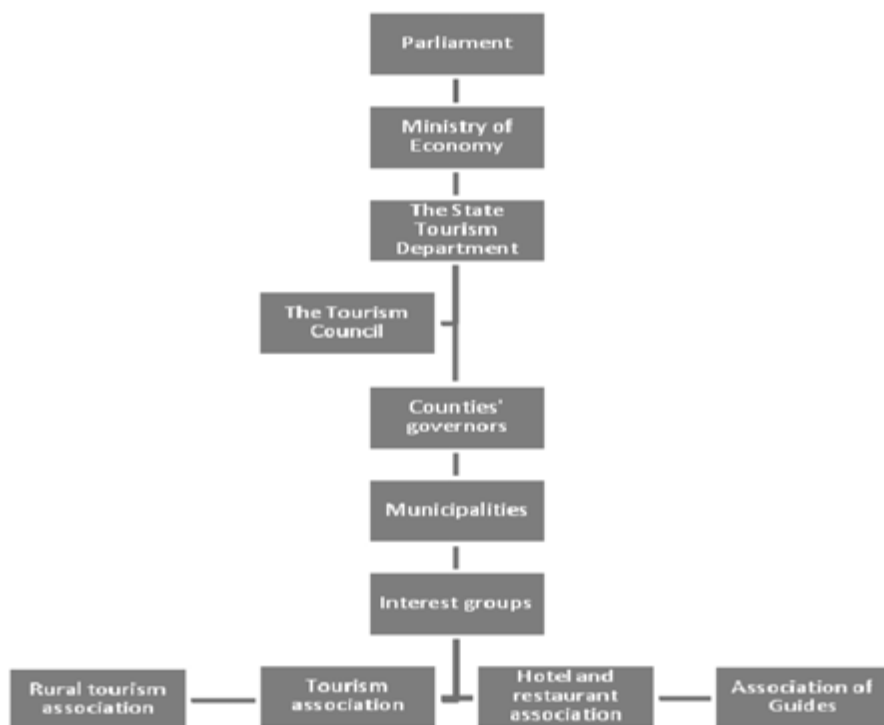 Parliament
Ministry of
Economy
The State
Tourism
Department
The Tourism
Council
Counties'
governors
Municipalities
Interest groups
Rural tourism
association
Tourism
association
Hotel and
restaurant
association
Association of
Guides